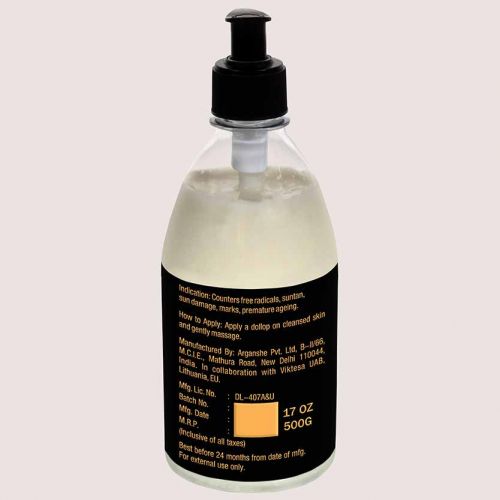 Indication: Counters free radicals, suntan,
sun damage, marks, premature ageing.
How to Apply: Apply a dollop on cleansed skin
and gently massage.
Manufactured By: Arganshe Pvt. Ltd, B–II/66,
M.C.I.E., Mathura Road, New Delhi 110044,
India. In collaboration with Viktesa UAB,
Lithuania, EU.
Mfg. Lic. No. : DL–407A&U
Batch No. :
Mfg. Date :
M.R.P. :
(Inclusive of all taxes)
17 OZ
500G
Best before 24 months from date of mfg.
For external use only.